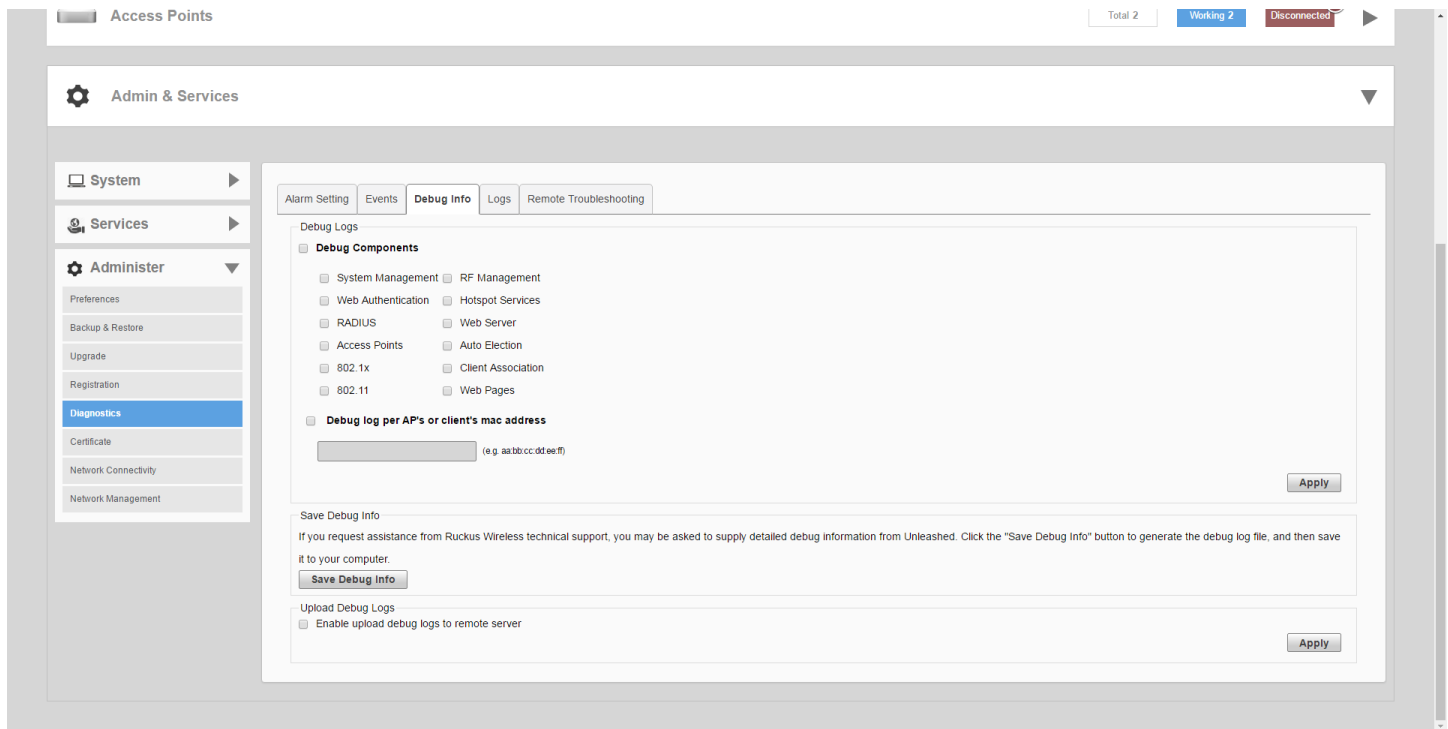 Access Points
Total 2
Working 2
Disconnected
Admin & Services
System
Services
Administer
Preferences
Backup & Restore
Upgrade
Registration
Diagnostics
Certificate
Network Connectivity
Network Management
Alarm Setting Events Debug Info Logs Remote Troubleshooting
Debug Logs
Debug Components
System Management RF Management
Web Authentication Hotspot Services
RADIUS Web Server
Access Points Auto Election
802.1x Client Association
802.11 Web Pages
Debug log per AP's or client's mac address
(e.g. aa:bb:cc:dd:ee:ff)
Apply
Save Debug Info
If you request assistance from Ruckus Wireless technical support, you may be asked to supply detailed debug information from Unleashed. Click the "Save Debug Info" button to generate the debug log file, and then save
it to your computer.
Save Debug Info
Upload Debug Logs
Enable upload debug logs to remote server
Apply